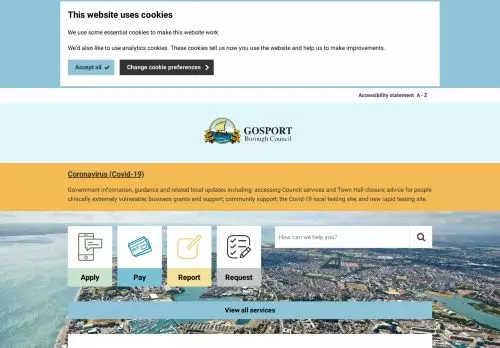 This website uses cookies
We use some essential cookies to make this website work.
We'd also like to use analytics cookies. These cookies tell us now you use the website and help us to make improvements.
Accept all
Change cookie preferences
Accessibility statement A - Z
GOSPORT
Borough Council
Coronavirus (Covid-19)
Government information, guidance and related local updates including: accessing Council services and Town Hall closure; advice for people
clinically extremely vulnerable; business grants and support; community support; the Covid-19 local testing site; and new rapid testing site.
How can we help you?
Apply
Pay
Report
Request
View all services